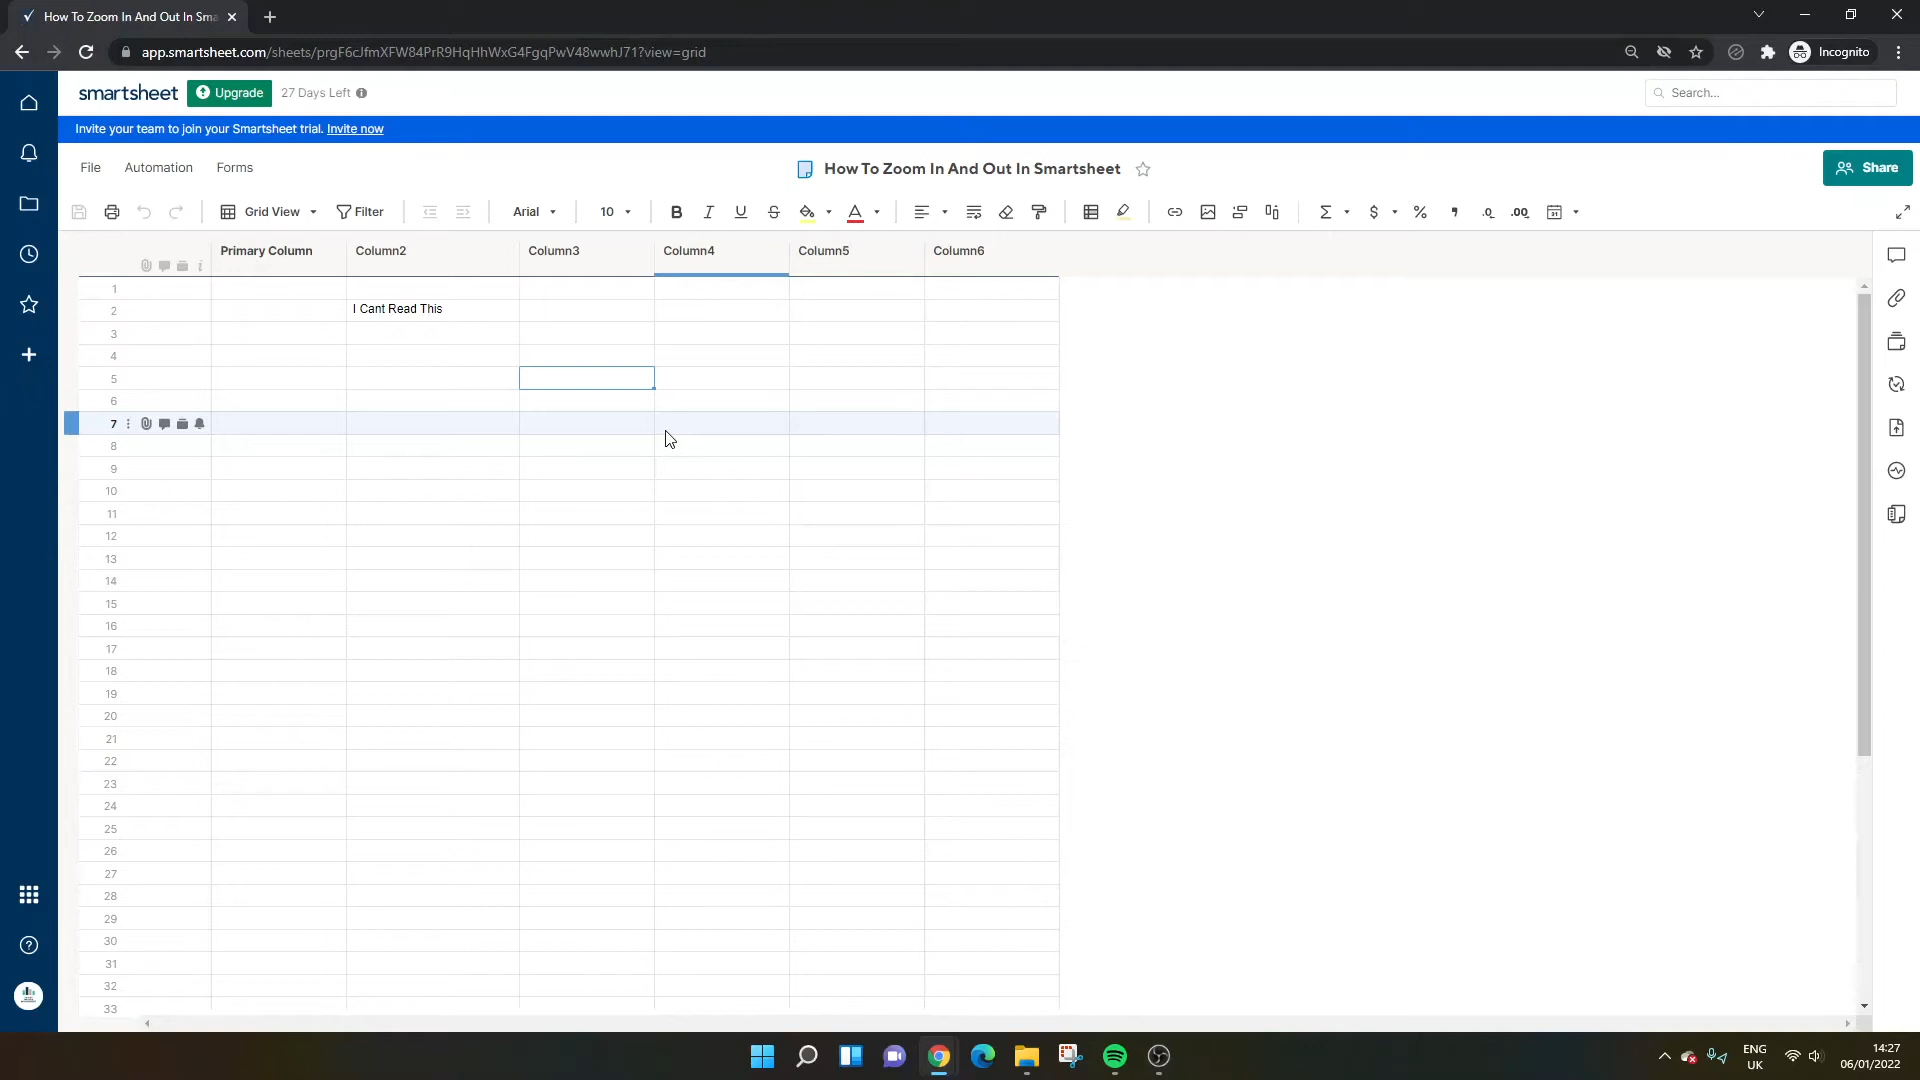 How To Zoom In And Out In Sma
app.smartsheet.com/sheets/prgF6cJfmXFW84PrR9HqHhWxG4FgqPwV48wwhJ71?view=grid
Incognito
smartsheet
Upgrade
27 Days Left
Search...
Invite your team to join your Smartsheet trial. Invite now
File
Automation
Forms
How To Zoom In And Out In Smartsheet
Share
Grid View
Filter
Arial
10
Primary Column
Column2
Column3
Column4
Column5
Column6
1
2
I Cant Read This
3
4
5
6
7
8
9
10
11
12
13
14
15
16
17
18
19
20
21
22
23
24
25
26
27
28
29
30
31
32
33
ENG
UK
14:27
06/01/2022